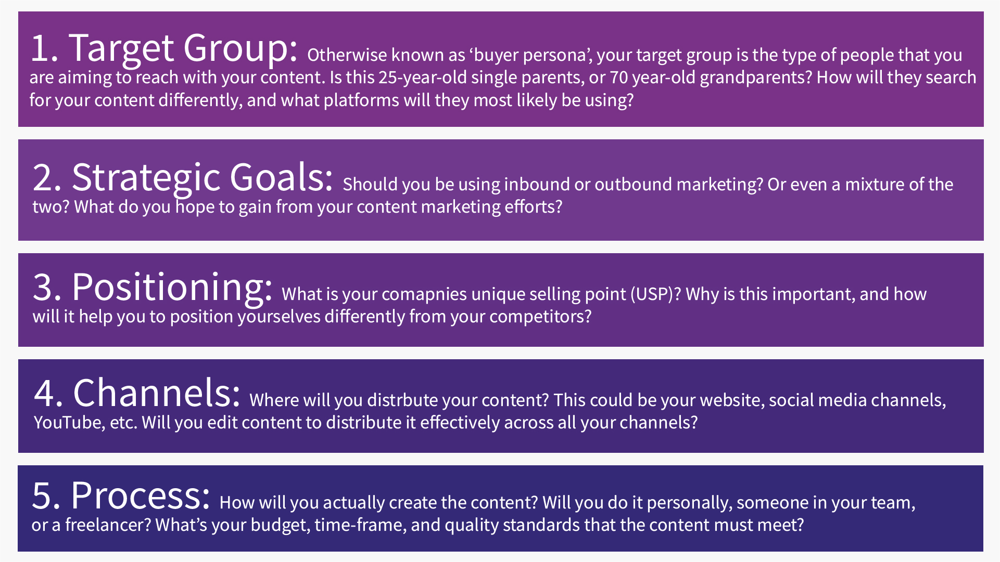 1. Target Group: Otherwise known as ‘buyer persona’, your target group is the type of people that you
are aiming to reach with your content. Is this 25-year-old single parents, or 70 year-old grandparents? How will they search
for your content differently, and what platforms will they most likely be using?
2. Strategic Goals: Should you be using inbound or outbound marketing? Or even a mixture of the
two? What do you hope to gain from your content marketing efforts?
3. Positioning: What is your comapnies unique selling point (USP)? Why is this important, and how
will it help you to position yourselves differently from your competitors?
4. Channels: Where will you distrbute your content? This could be your website, social media channels,
YouTube, etc. Will you edit content to distribute it effectively across all your channels?
5. Process: How will you actually create the content? Will you do it personally, someone in your team,
or a freelancer? What’s your budget, time-frame, and quality standards that the content must meet?